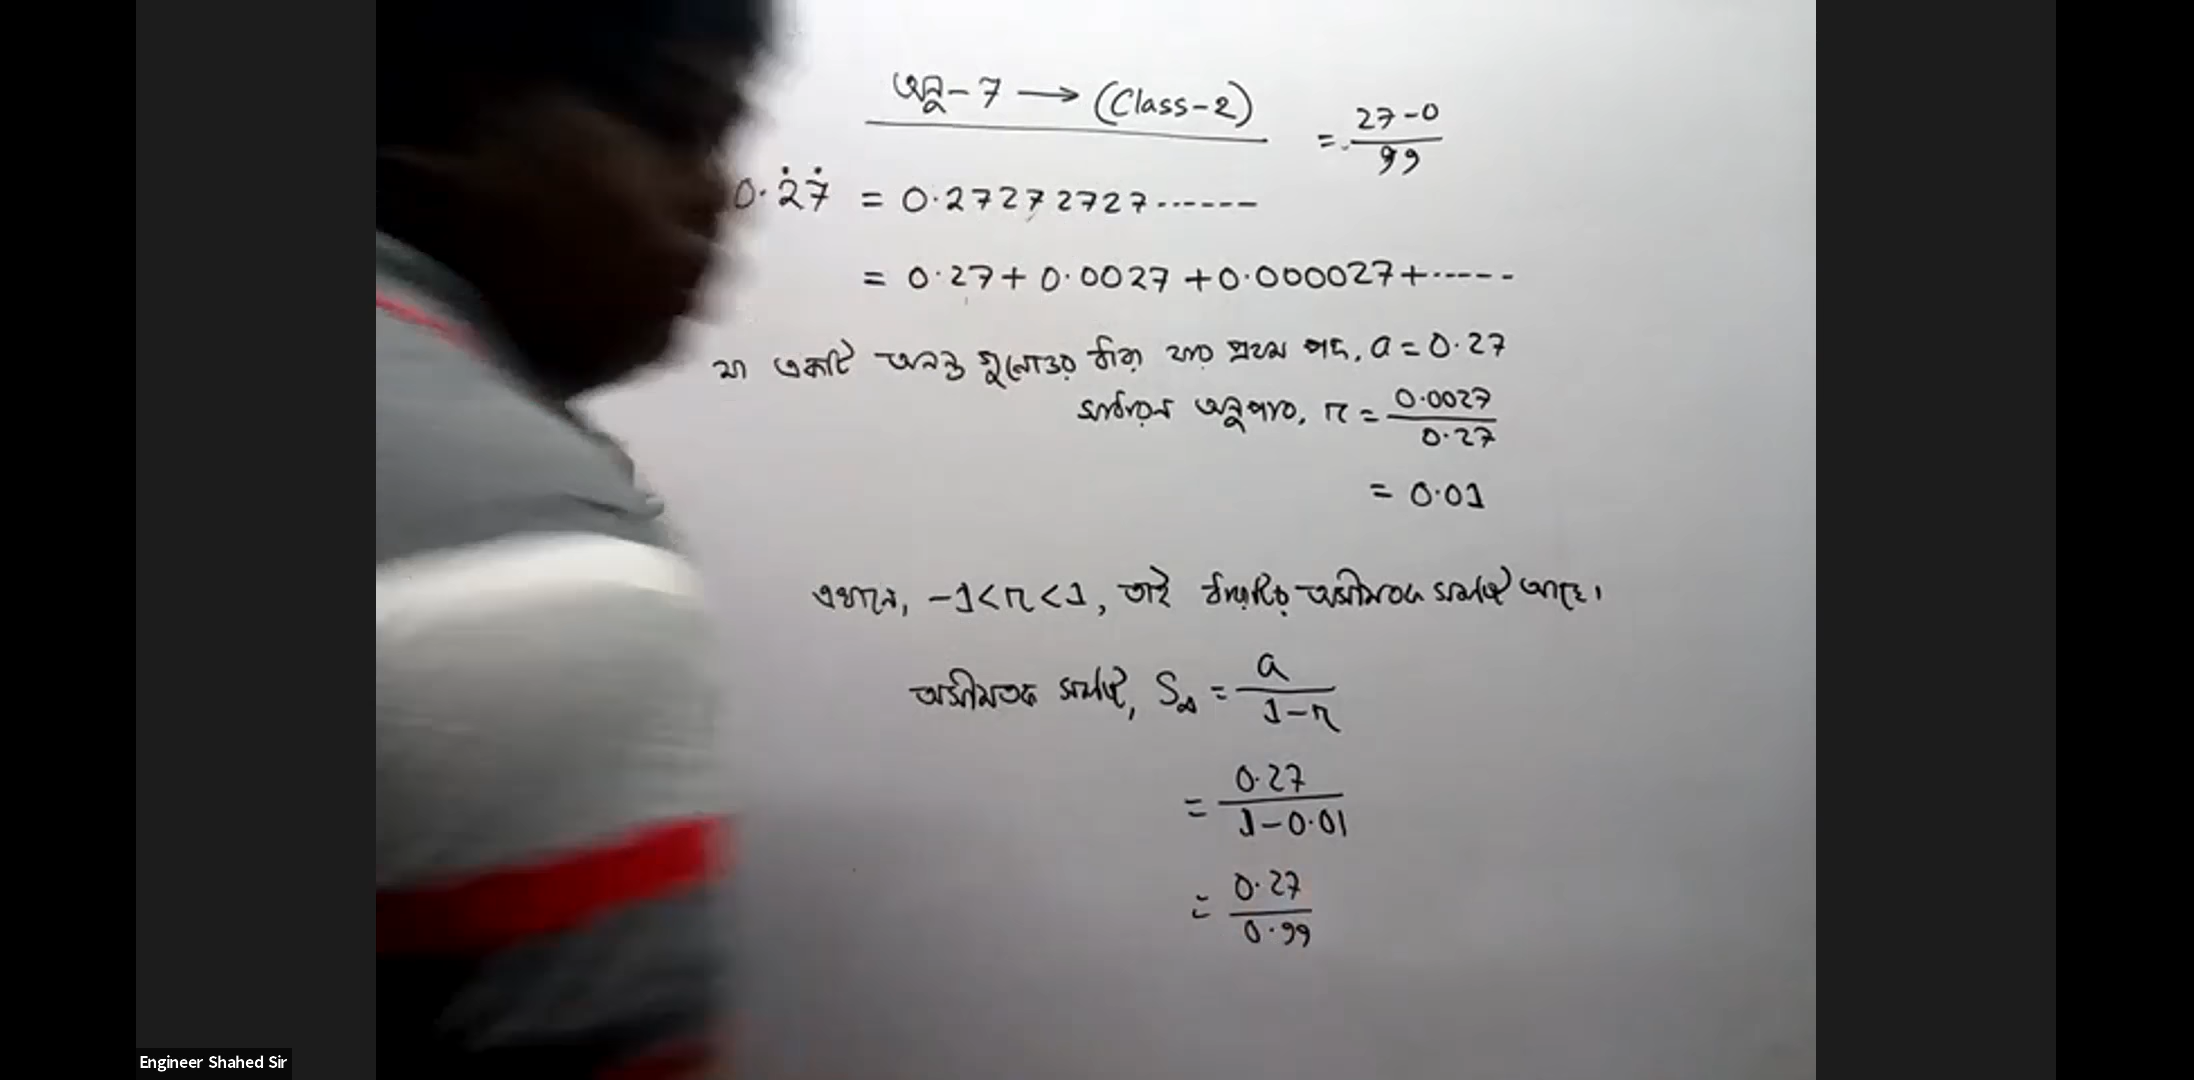 অনু-7 → (Class-2)
= 27-0/99
0.2̇7̇ = 0.27272727------
= 0.27+0.0027+0.000027+-----
যা একটি অনন্ত গুনোত্তর ধারা যার প্রথম পদ, a = 0.27
সাধারন অনুপাত, r = 0.0027/0.27
= 0.01
এখানে, -1<r<1, তাই ধারাটির অসীমতক সমষ্টি আছে।
অসীমতক সমষ্টি, S∞ = a/1-r
= 0.27/1-0.01
= 0.27/0.99
Engineer Shahed Sir